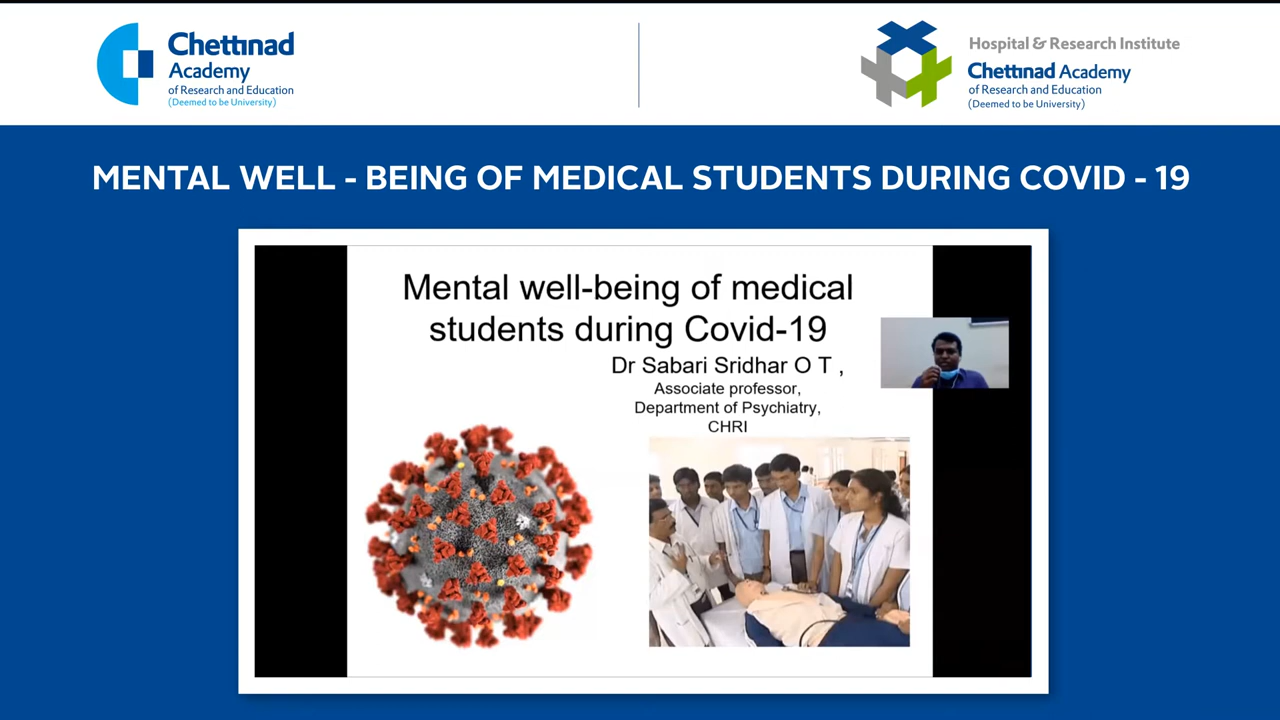 Chettinad
Academy
of Research and Education
(Deemed to be University)
Hospital & Research Institute
Chettinad Academy
of Research and Education
(Deemed to be University)
MENTAL WELL - BEING OF MEDICAL STUDENTS DURING COVID - 19
Mental well-being of medical
students during Covid-19
Dr Sabari Sridhar O T ,
Associate professor,
Department of Psychiatry,
CHRI